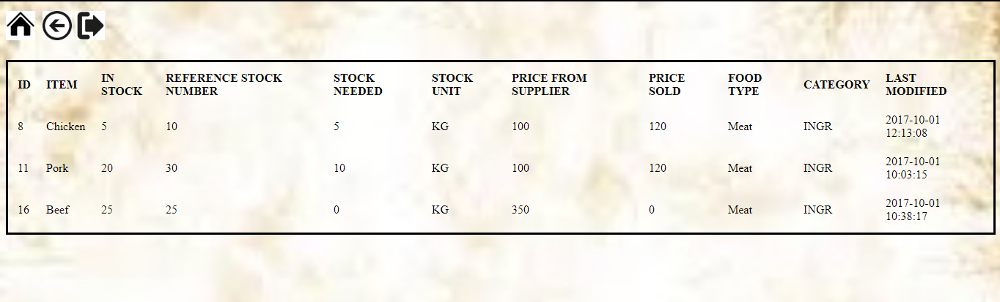 ID ITEM IN STOCK REFERENCE STOCK NUMBER STOCK NEEDED STOCK UNIT PRICE FROM SUPPLIER PRICE SOLD FOOD TYPE CATEGORY LAST MODIFIED
8 Chicken 5 10 5 KG 100 120 Meat INGR 2017-10-01 12:13:08
11 Pork 20 30 10 KG 100 120 Meat INGR 2017-10-01 10:03:15
16 Beef 25 25 0 KG 350 0 Meat INGR 2017-10-01 10:38:17